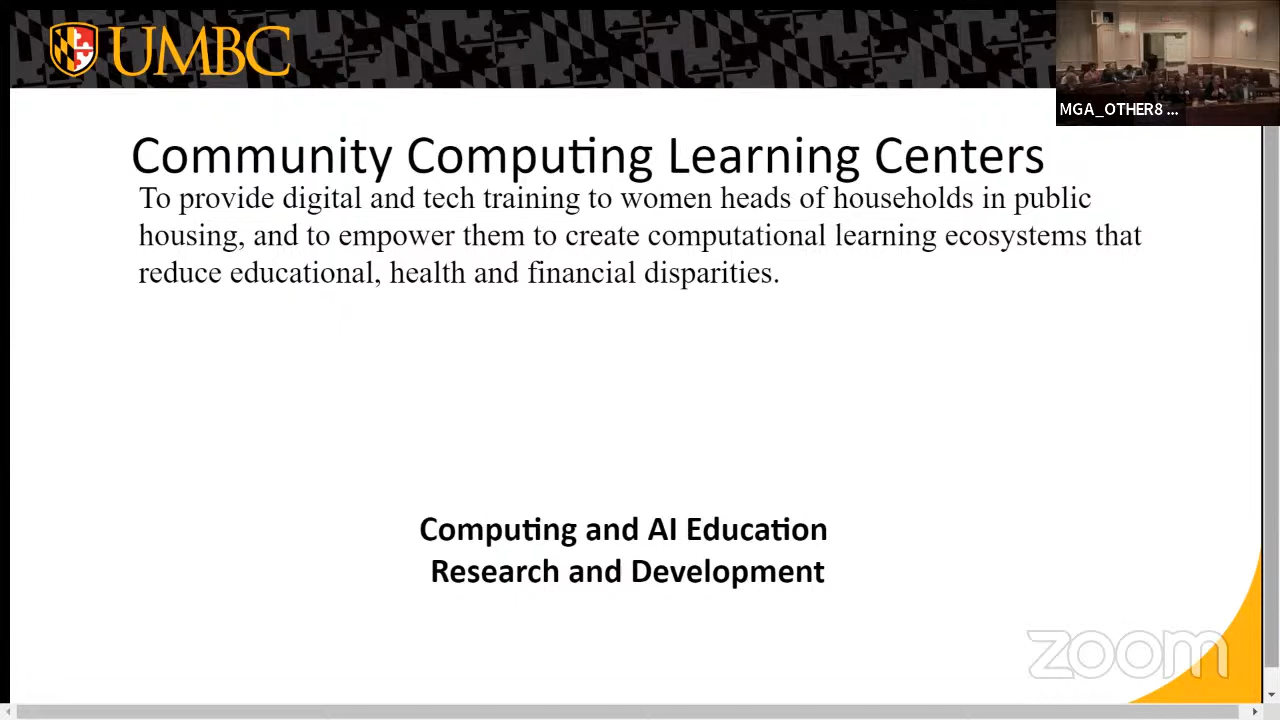 UMBC
MGA_OTHER8 ...
Community Computing Learning Centers
To provide digital and tech training to women heads of households in public
housing, and to empower them to create computational learning ecosystems that
reduce educational, health and financial disparities.
Computing and AI Education
Research and Development
zoom